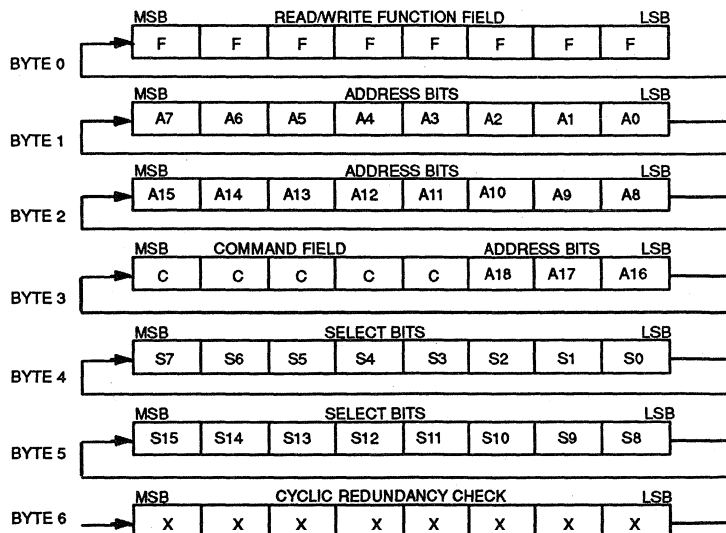 MSB READ/WRITE FUNCTION FIELD LSB
F F F F F F F F
BYTE 0
MSB ADDRESS BITS LSB
A7 A6 A5 A4 A3 A2 A1 A0
BYTE 1
MSB ADDRESS BITS LSB
A15 A14 A13 A12 A11 A10 A9 A8
BYTE 2
MSB COMMAND FIELD ADDRESS BITS LSB
C C C C C A18 A17 A16
BYTE 3
MSB SELECT BITS LSB
S7 S6 S5 S4 S3 S2 S1 S0
BYTE 4
MSB SELECT BITS LSB
S15 S14 S13 S12 S11 S10 S9 S8
BYTE 5
MSB CYCLIC REDUNDANCY CHECK LSB
BYTE 6
X X X X X X X X